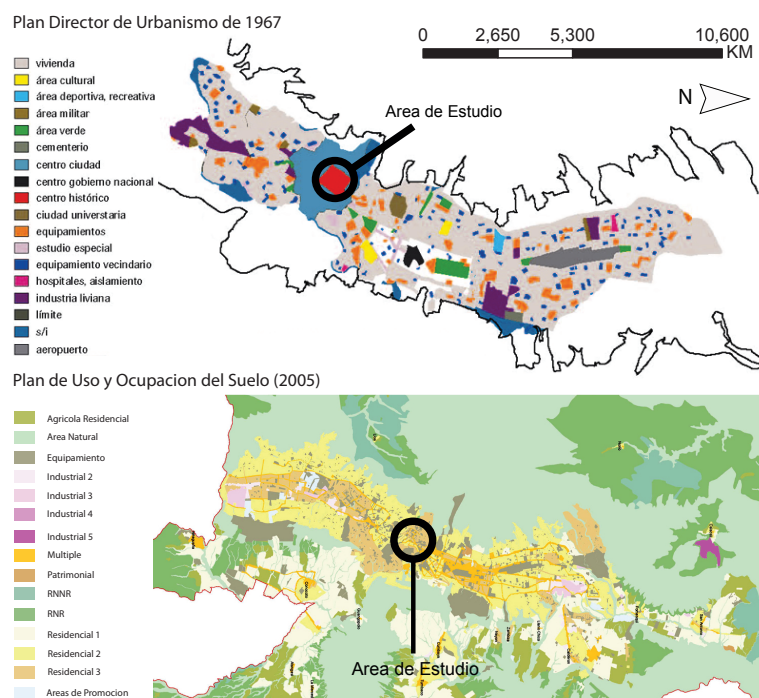 Plan Director de Urbanismo de 1967
0 2,650 5,300 10,600
KM
N
Area de Estudio
vivienda
área cultural
área deportiva, recreativa
área militar
área verde
cementerio
centro ciudad
centro gobierno nacional
centro histórico
ciudad universtaria
equipamientos
estudio especial
equipamiento vecindario
hospitales, aislamiento
industria liviana
límite
s/i
aeropuerto
Plan de Uso y Ocupacion del Suelo (2005)
Agricola Residencial
Area Natural
Equipamiento
Industrial 2
Industrial 3
Industrial 4
Industrial 5
Multiple
Patrimonial
RNNR
RNR
Residencial 1
Residencial 2
Residencial 3
Areas de Promocion
Area de Estudio